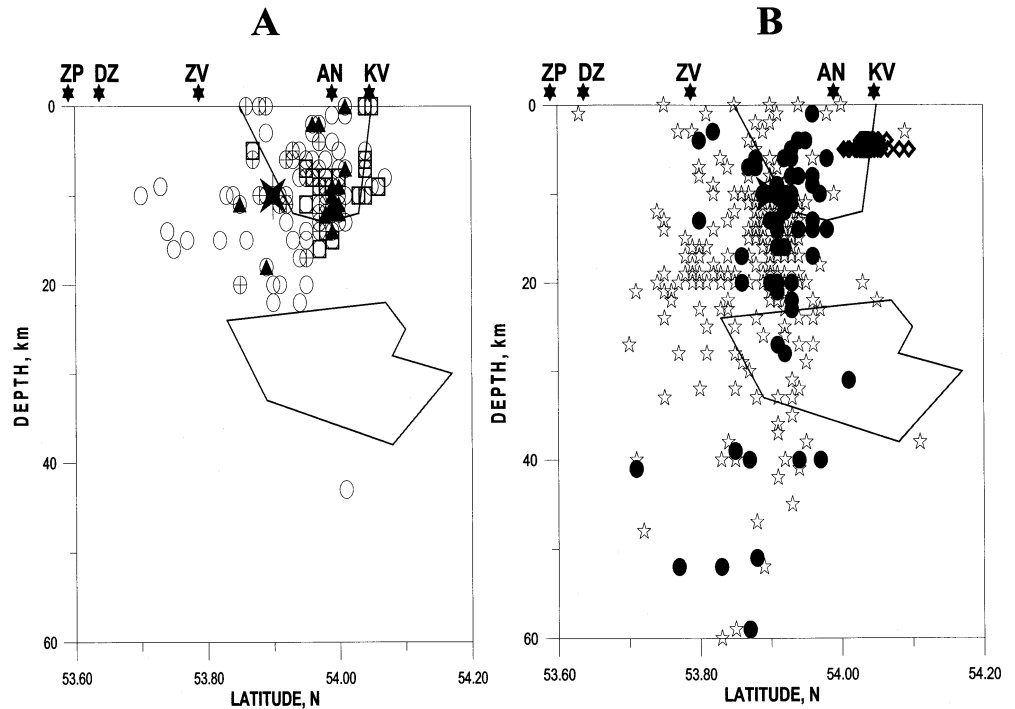 A
B
ZP DZ ZV AN KV
ZP DZ ZV AN KV
0
20
40
60
DEPTH, km
53.60 53.80 54.00 54.20
LATITUDE, N
0
20
40
60
DEPTH, km
53.60 53.80 54.00 54.20
LATITUDE, N